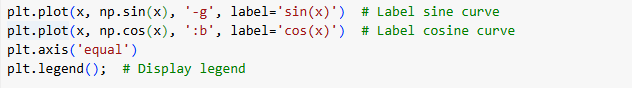 plt.plot(x, np.sin(x), '-g', label='sin(x)')  # Label sine curve
plt.plot(x, np.cos(x), ':b', label='cos(x)')  # Label cosine curve
plt.axis('equal')
plt.legend();  # Display legend